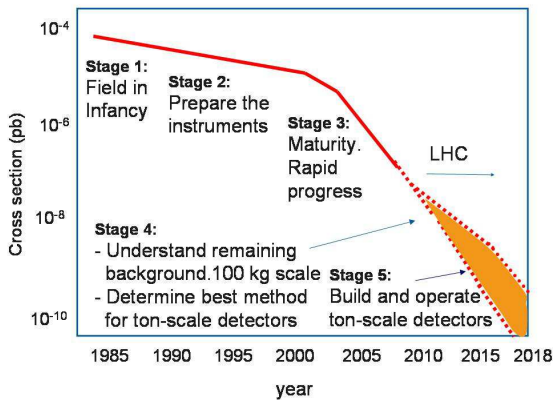 10-4
Stage 1:
Field in
Infancy
Stage 2:
Prepare the
instruments
10-6
Stage 3:
Maturity.
Rapid
progress
LHC
Cross section (pb)
10-8
Stage 4:
- Understand remaining
background.100 kg scale
- Determine best method
for ton-scale detectors
Stage 5:
Build and operate
ton-scale detectors
10-10
1985 1990 1995 2000 2005 2010 2015 2018
year